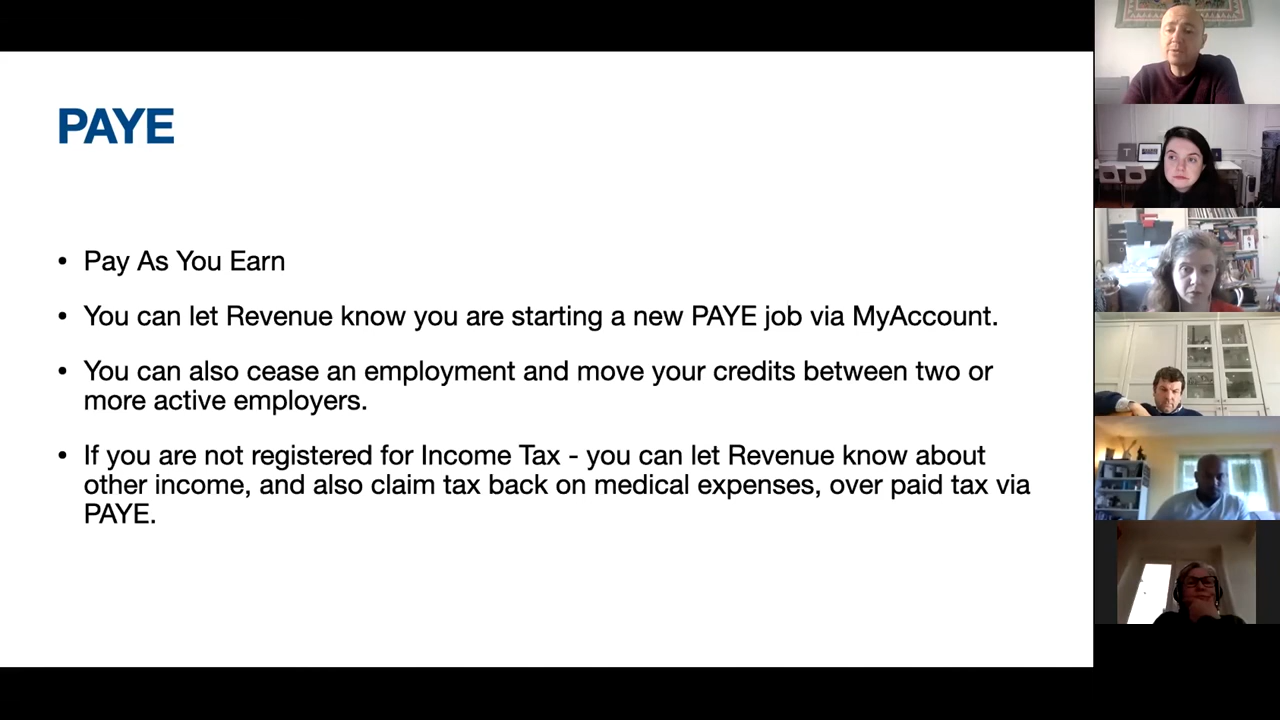 PAYE
• Pay As You Earn
• You can let Revenue know you are starting a new PAYE job via MyAccount.
• You can also cease an employment and move your credits between two or
more active employers.
• If you are not registered for Income Tax - you can let Revenue know about
other income, and also claim tax back on medical expenses, over paid tax via
PAYE.
T